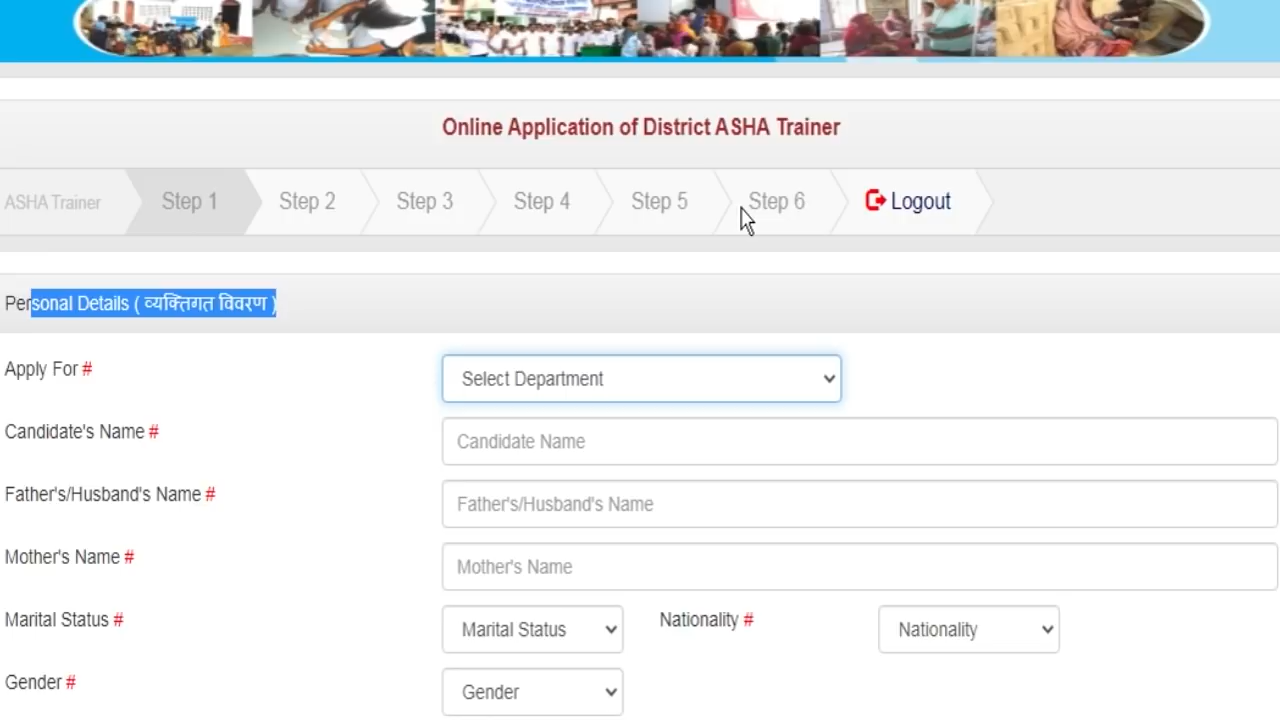 Online Application of District ASHA Trainer
ASHA Trainer Step 1 Step 2 Step 3 Step 4 Step 5 Step 6 Logout
Personal Details ( व्यक्तिगत विवरण )
Apply For # Select Department
Candidate's Name # Candidate Name
Father's/Husband's Name # Father's/Husband's Name
Mother's Name # Mother's Name
Marital Status # Marital Status Nationality # Nationality
Gender # Gender